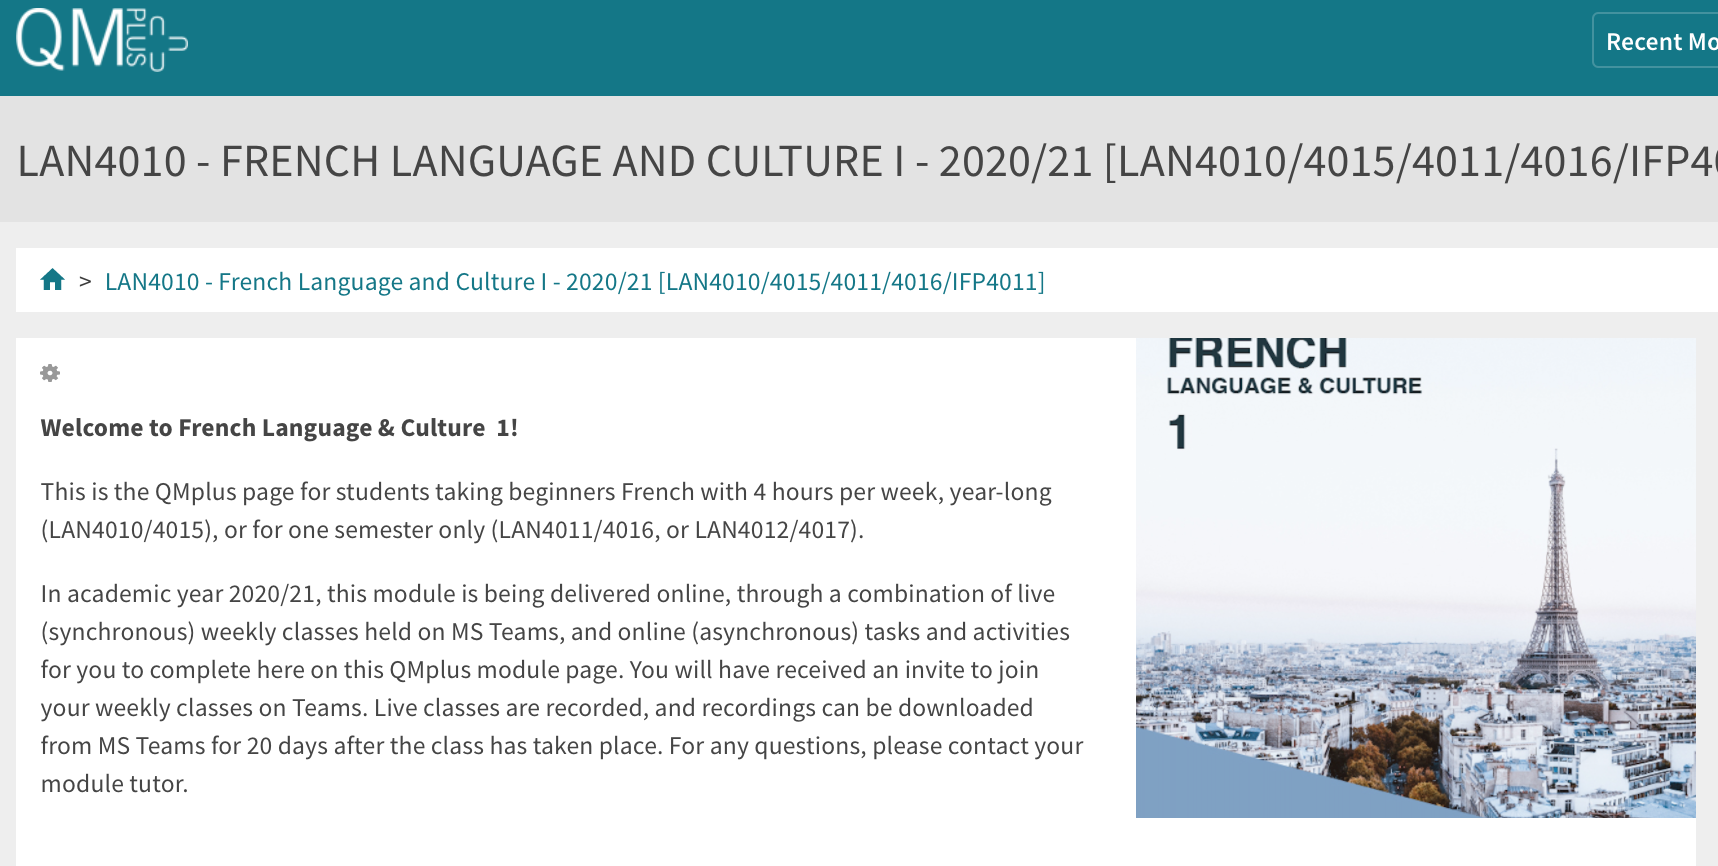 QM PLUS
Recent Mo
LAN4010 - FRENCH LANGUAGE AND CULTURE I - 2020/21 [LAN4010/4015/4011/4016/IFP40
> LAN4010 - French Language and Culture I - 2020/21 [LAN4010/4015/4011/4016/IFP4011]
Welcome to French Language & Culture 1!
This is the QMplus page for students taking beginners French with 4 hours per week, year-long
(LAN4010/4015), or for one semester only (LAN4011/4016, or LAN4012/4017).
In academic year 2020/21, this module is being delivered online, through a combination of live
(synchronous) weekly classes held on MS Teams, and online (asynchronous) tasks and activities
for you to complete here on this QMplus module page. You will have received an invite to join
your weekly classes on Teams. Live classes are recorded, and recordings can be downloaded
from MS Teams for 20 days after the class has taken place. For any questions, please contact your
module tutor.
FRENCH
LANGUAGE & CULTURE
1